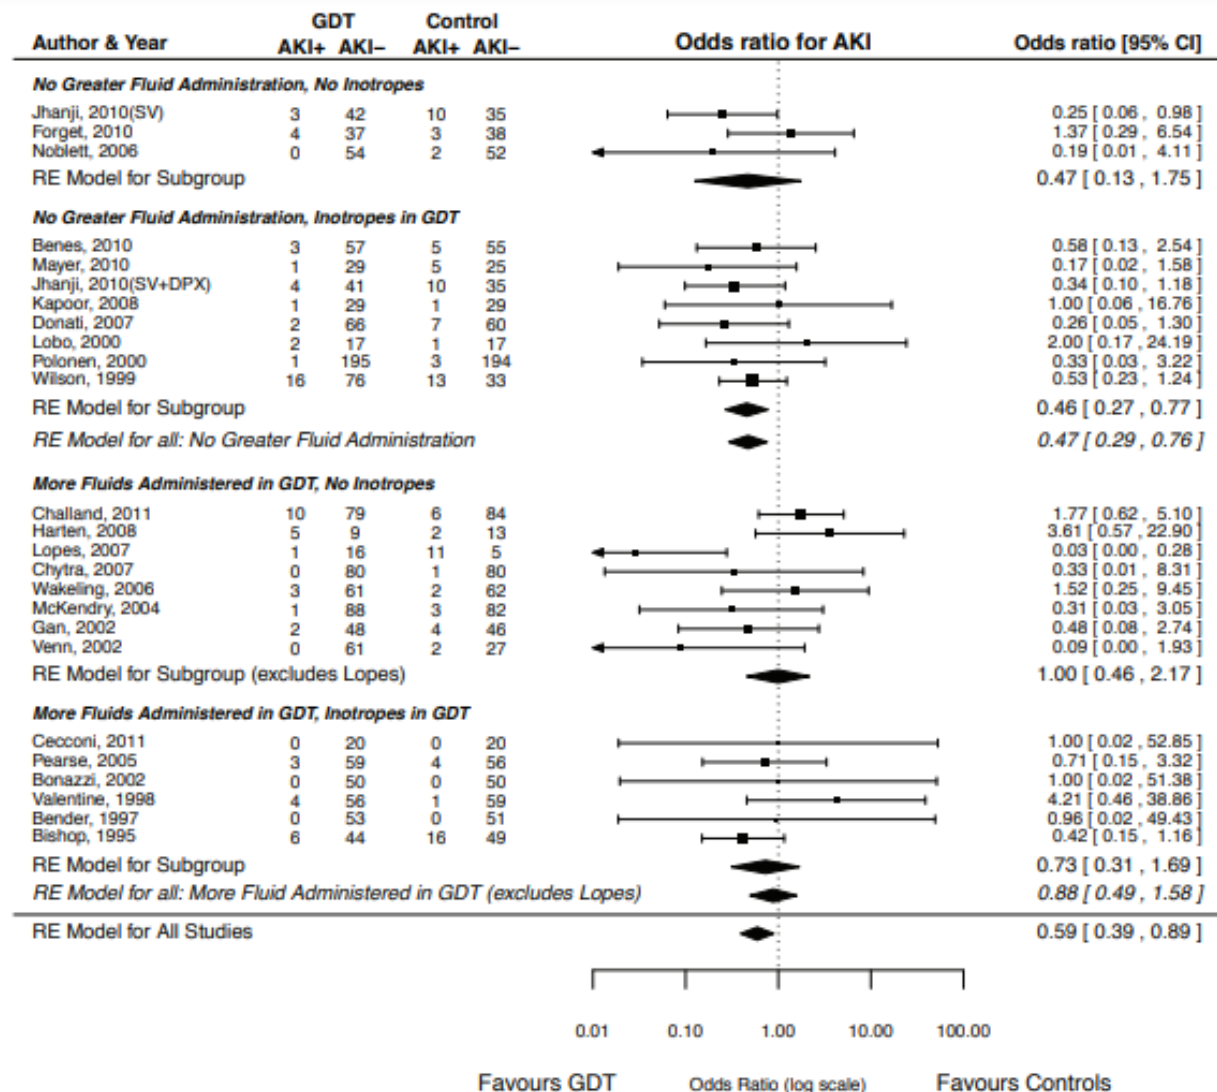 GDT Control
Author & Year AKI+ AKI− AKI+ AKI− Odds ratio for AKI Odds ratio [95% CI]
No Greater Fluid Administration, No Inotropes
Jhanji, 2010(SV) 3 42 10 35 0.25 [ 0.06 , 0.98 ]
Forget, 2010 4 37 3 38 1.37 [ 0.29 , 6.54 ]
Noblett, 2006 0 54 2 52 0.19 [ 0.01 , 4.11 ]
RE Model for Subgroup 0.47 [ 0.13 , 1.75 ]
No Greater Fluid Administration, Inotropes in GDT
Benes, 2010 3 57 5 55 0.58 [ 0.13 , 2.54 ]
Mayer, 2010 1 29 5 25 0.17 [ 0.02 , 1.58 ]
Jhanji, 2010(SV+DPX) 4 41 10 35 0.34 [ 0.10 , 1.18 ]
Kapoor, 2008 1 29 1 29 1.00 [ 0.06 , 16.76 ]
Donati, 2007 2 66 7 60 0.26 [ 0.05 , 1.30 ]
Lobo, 2000 2 17 1 17 2.00 [ 0.17 , 24.19 ]
Polonen, 2000 1 195 3 194 0.33 [ 0.03 , 3.22 ]
Wilson, 1999 16 76 13 33 0.53 [ 0.23 , 1.24 ]
RE Model for Subgroup 0.46 [ 0.27 , 0.77 ]
RE Model for all: No Greater Fluid Administration 0.47 [ 0.29 , 0.76 ]
More Fluids Administered in GDT, No Inotropes
Challand, 2011 10 79 6 84 1.77 [ 0.62 , 5.10 ]
Harten, 2008 5 9 2 13 3.61 [ 0.57 , 22.90 ]
Lopes, 2007 1 16 11 5 0.03 [ 0.00 , 0.28 ]
Chytra, 2007 0 80 1 80 0.33 [ 0.01 , 8.31 ]
Wakeling, 2006 3 61 2 62 1.52 [ 0.25 , 9.45 ]
McKendry, 2004 1 88 3 82 0.31 [ 0.03 , 3.05 ]
Gan, 2002 2 48 4 46 0.48 [ 0.08 , 2.74 ]
Venn, 2002 0 61 2 27 0.09 [ 0.00 , 1.93 ]
RE Model for Subgroup (excludes Lopes) 1.00 [ 0.46 , 2.17 ]
More Fluids Administered in GDT, Inotropes in GDT
Cecconi, 2011 0 20 0 20 1.00 [ 0.02 , 52.85 ]
Pearse, 2005 3 59 4 56 0.71 [ 0.15 , 3.32 ]
Bonazzi, 2002 0 50 0 50 1.00 [ 0.02 , 51.38 ]
Valentine, 1998 4 56 1 59 4.21 [ 0.46 , 38.86 ]
Bender, 1997 0 53 0 51 0.96 [ 0.02 , 49.43 ]
Bishop, 1995 6 44 16 49 0.42 [ 0.15 , 1.16 ]
RE Model for Subgroup 0.73 [ 0.31 , 1.69 ]
RE Model for all: More Fluid Administered in GDT (excludes Lopes) 0.88 [ 0.49 , 1.58 ]
RE Model for All Studies 0.59 [ 0.39 , 0.89 ]
0.01 0.10 1.00 10.00 100.00
Favours GDT Odds Ratio (log scale) Favours Controls